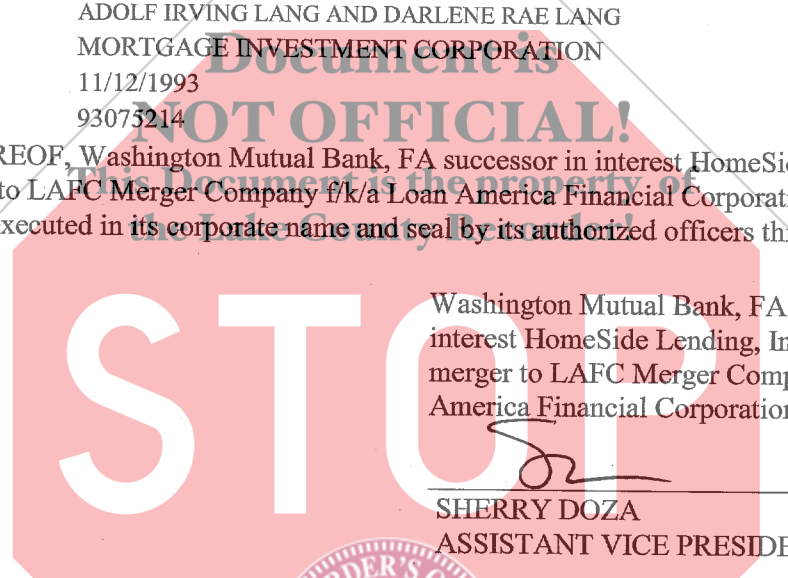 ADOLF IRVING LANG AND DARLENE RAE LANG
MORTGAGE INVESTMENT CORPORATION
11/12/1993
93075214
Document is
NOT OFFICIAL!
This Document is the property of
the Lake County Recorder!
REOF, Washington Mutual Bank, FA successor in interest HomeSi
to LAFC Merger Company f/k/a Loan America Financial Corporati
executed in its corporate name and seal by its authorized officers thi
Washington Mutual Bank, FA
interest HomeSide Lending, In
merger to LAFC Merger Comp
America Financial Corporation
STOP
SHERRY DOZA
ASSISTANT VICE PRESIDE
RDER'S O